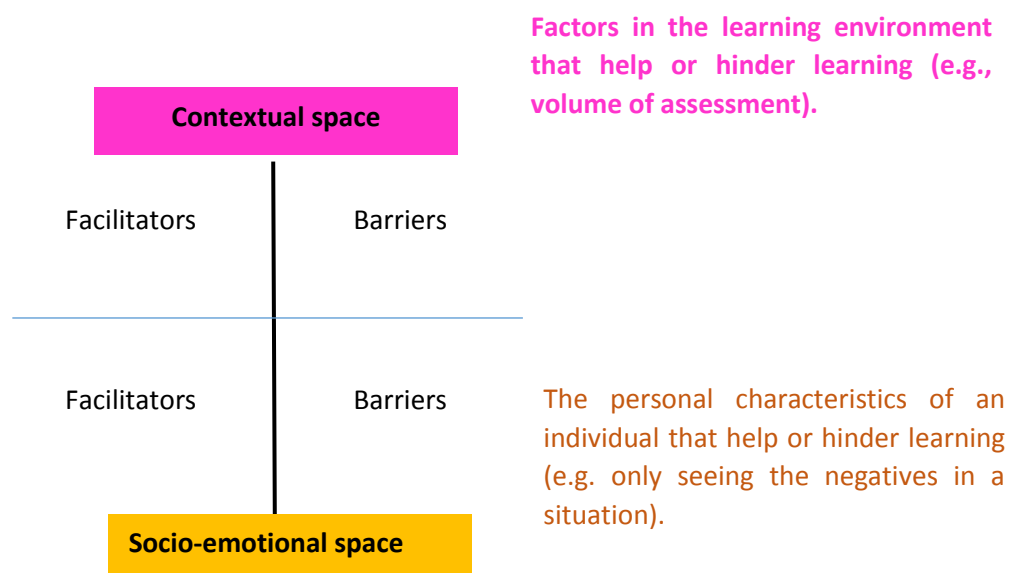 Factors in the learning environment
that help or hinder learning (e.g.,
volume of assessment).
Contextual space
Facilitators
Barriers
Facilitators
Barriers
The personal characteristics of an
individual that help or hinder learning
(e.g. only seeing the negatives in a
situation).
Socio-emotional space